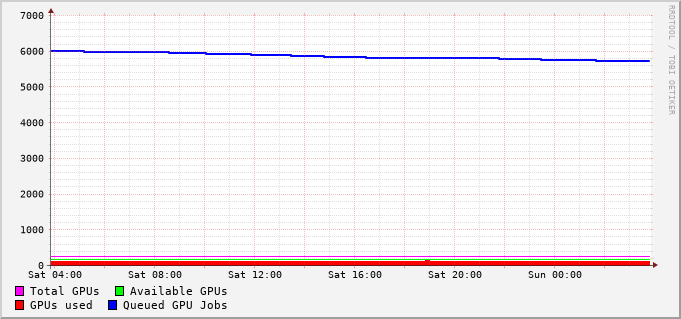 7000
6000
5000
4000
3000
2000
1000
0
Sat 04:00 Sat 08:00 Sat 12:00 Sat 16:00 Sat 20:00 Sun 00:00
Total GPUs Available GPUs
GPUs used Queued GPU Jobs
RRDTOOL / TOBI OETIKER